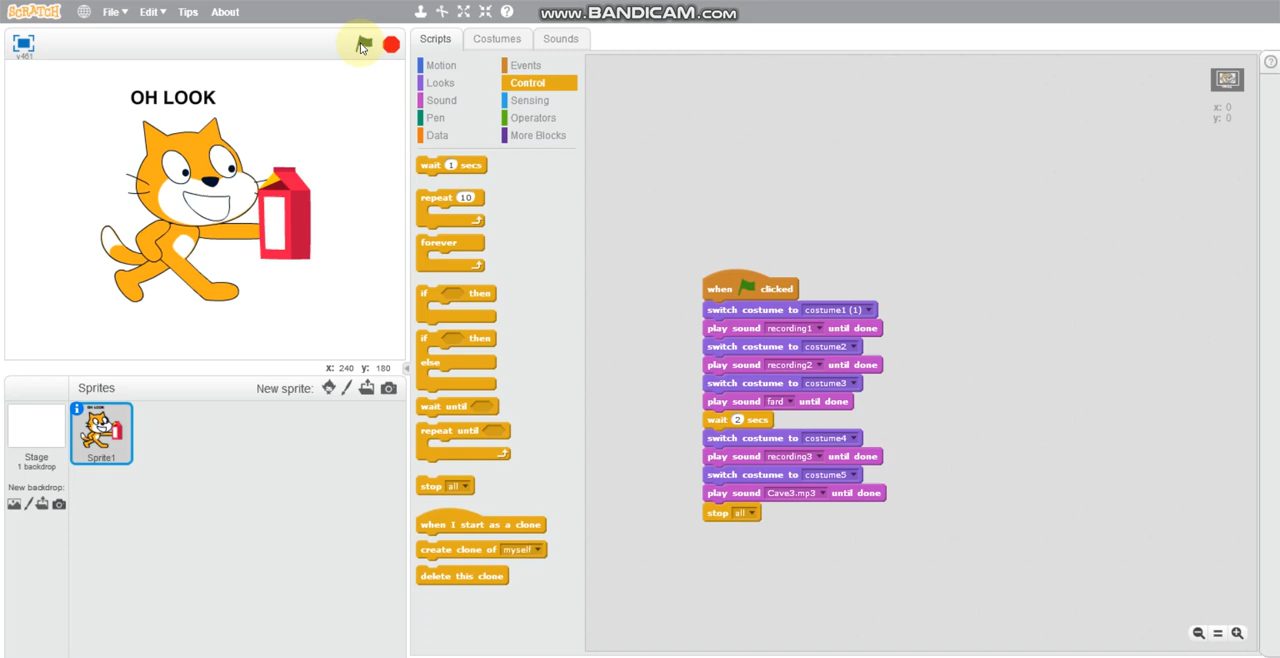 SCRATCH File Edit Tips About www.BANDICAM.com
v461
Scripts Costumes Sounds
OH LOOK
Motion Events
Looks Control
Sound Sensing
Pen Operators
Data More Blocks
wait 1 secs
repeat 10
forever
if then
if then
else
wait until
repeat until
stop all
when I start as a clone
create clone of myself
delete this clone
x: 0
y: 0
when clicked
switch costume to costume1 (1)
play sound recording1 until done
switch costume to costume2
play sound recording2 until done
switch costume to costume3
play sound fard until done
wait 2 secs
switch costume to costume4
play sound recording3 until done
switch costume to costume5
play sound Cave3.mp3 until done
stop all
x: 240 y: 180
Sprites New sprite:
OH LOOK
Sprite1
Stage
1 backdrop
New backdrop: